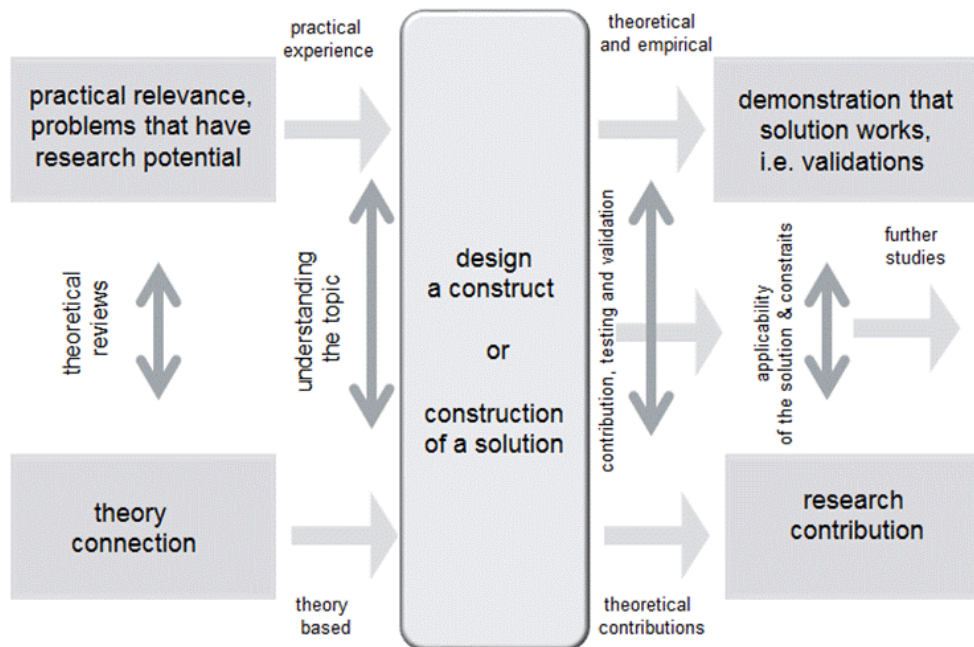 practical
experience
theoretical
and empirical
practical relevance,
problems that have
research potential
demonstration that
solution works,
i.e. validations
theoretical
reviews
understanding
the topic
design
a construct
or
construction
of a solution
contribution, testing and validation
applicability
of the solution & constraits
further
studies
theory
connection
research
contribution
theory
based
theoretical
contributions